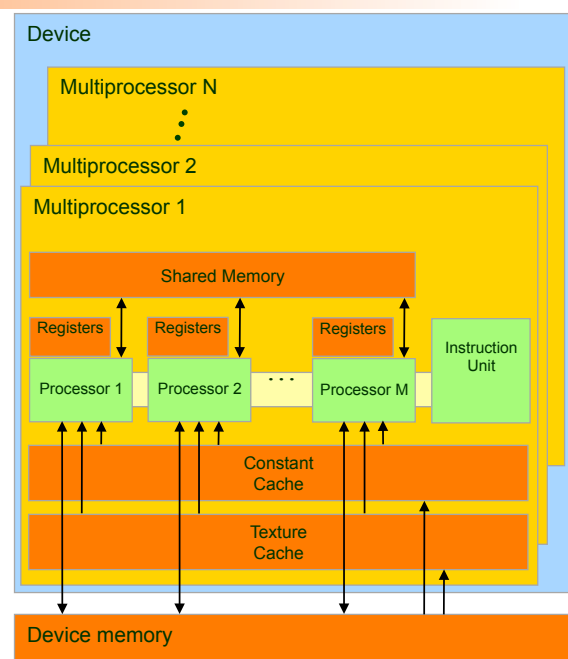 Device
Multiprocessor N
Multiprocessor 2
Multiprocessor 1
Shared Memory
Registers
Registers
Registers
Instruction
Unit
Processor 1
Processor 2
...
Processor M
Constant
Cache
Texture
Cache
Device memory